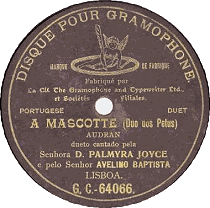 DISQUE POUR GRAMOPHONE
MARQUE DE FABRIQUE
Fabriqué par
La Cie The Gramophone and Typewriter Ltd.,
et Sociétés Filiales.
PORTUGESE DUET
A MASCOTTE (Duo dos Petus)
AUDRAN
dueto cantado pela
Senhora D. PALMYRA JOYCE
e pelo Senhor AVELINO BAPTISTA
LISBOA.
G. C.-64066.